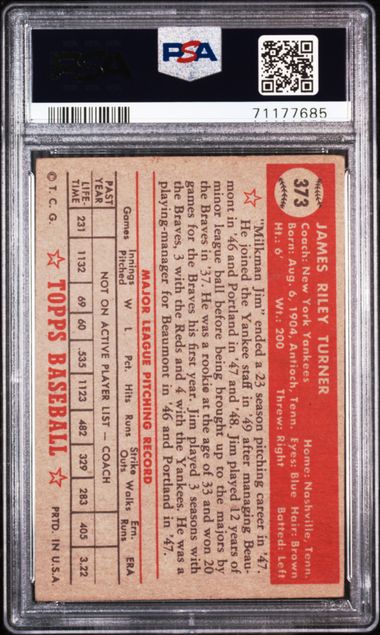 PSA
PSA
71177685
373
JAMES RILEY TURNER
Coach: New York Yankees Home: Nashville, Tenn.
Born: Aug. 6, 1904, Antioch, Tenn. Eyes: Blue Hair: Brown
Ht.: 6' Wt.: 200 Threw: Right Batted: Left
"Milkman Jim" ended a 23 season pitching career in '47.
He joined the Yankee staff in '49 after managing Beau-
mont in '46 and Portland in '47 and '48. Jim played 12 years of
minor league ball before being brought up to the majors by
the Braves in '37. He was a rookie at the age of 33 and won 20
games for the Braves his first year. Jim played 3 seasons with
the Braves, 3 with the Reds and 4 with the Yankees. He was a
playing-manager for Beaumont in '46 and Portland in '47.
MAJOR LEAGUE PITCHING RECORD
Games Innings Pitched W L Pct. Hits Runs Strike Outs Walks Ern. Runs ERA
PAST YEAR NOT ON ACTIVE PLAYER LIST — COACH
LIFE-TIME 231 1132 69 60 .535 1123 482 329 283 405 3.22
© T. C. G. TOPPS BASEBALL PRTD. IN U.S.A.